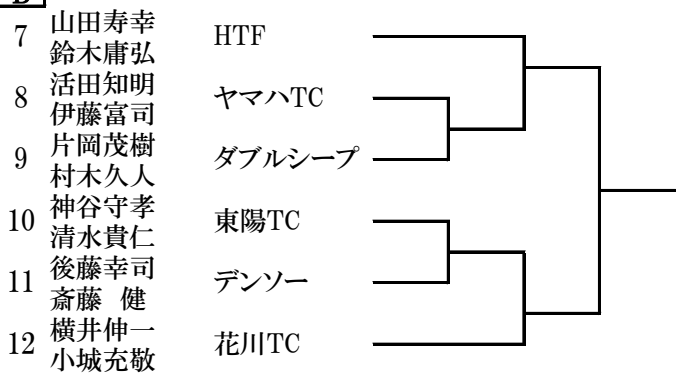 B
7 山田寿幸 鈴木庸弘 HTF
8 活田知明 伊藤富司 ヤマハTC
9 片岡茂樹 村木久人 ダブルシープ
10 神谷守孝 清水貴仁 東陽TC
11 後藤幸司 斎藤 健 デンソー
12 横井伸一 小城充敬 花川TC